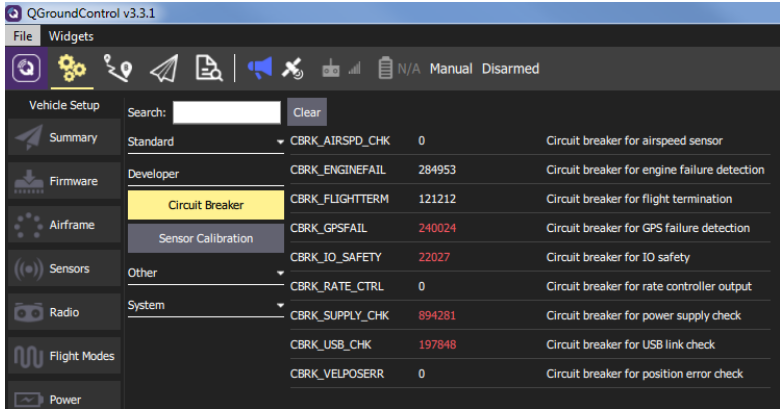 QGroundControl v3.3.1
File Widgets
N/A Manual Disarmed
Vehicle Setup
Summary
Firmware
Airframe
Sensors
Radio
Flight Modes
Power
Search: Clear
Standard
Developer
Circuit Breaker
Sensor Calibration
Other
System
CBRK_AIRSPD_CHK 0 Circuit breaker for airspeed sensor
CBRK_ENGINEFAIL 284953 Circuit breaker for engine failure detection
CBRK_FLIGHTTERM 121212 Circuit breaker for flight termination
CBRK_GPSFAIL 240024 Circuit breaker for GPS failure detection
CBRK_IO_SAFETY 22027 Circuit breaker for IO safety
CBRK_RATE_CTRL 0 Circuit breaker for rate controller output
CBRK_SUPPLY_CHK 894281 Circuit breaker for power supply check
CBRK_USB_CHK 197848 Circuit breaker for USB link check
CBRK_VELPOSERR 0 Circuit breaker for position error check